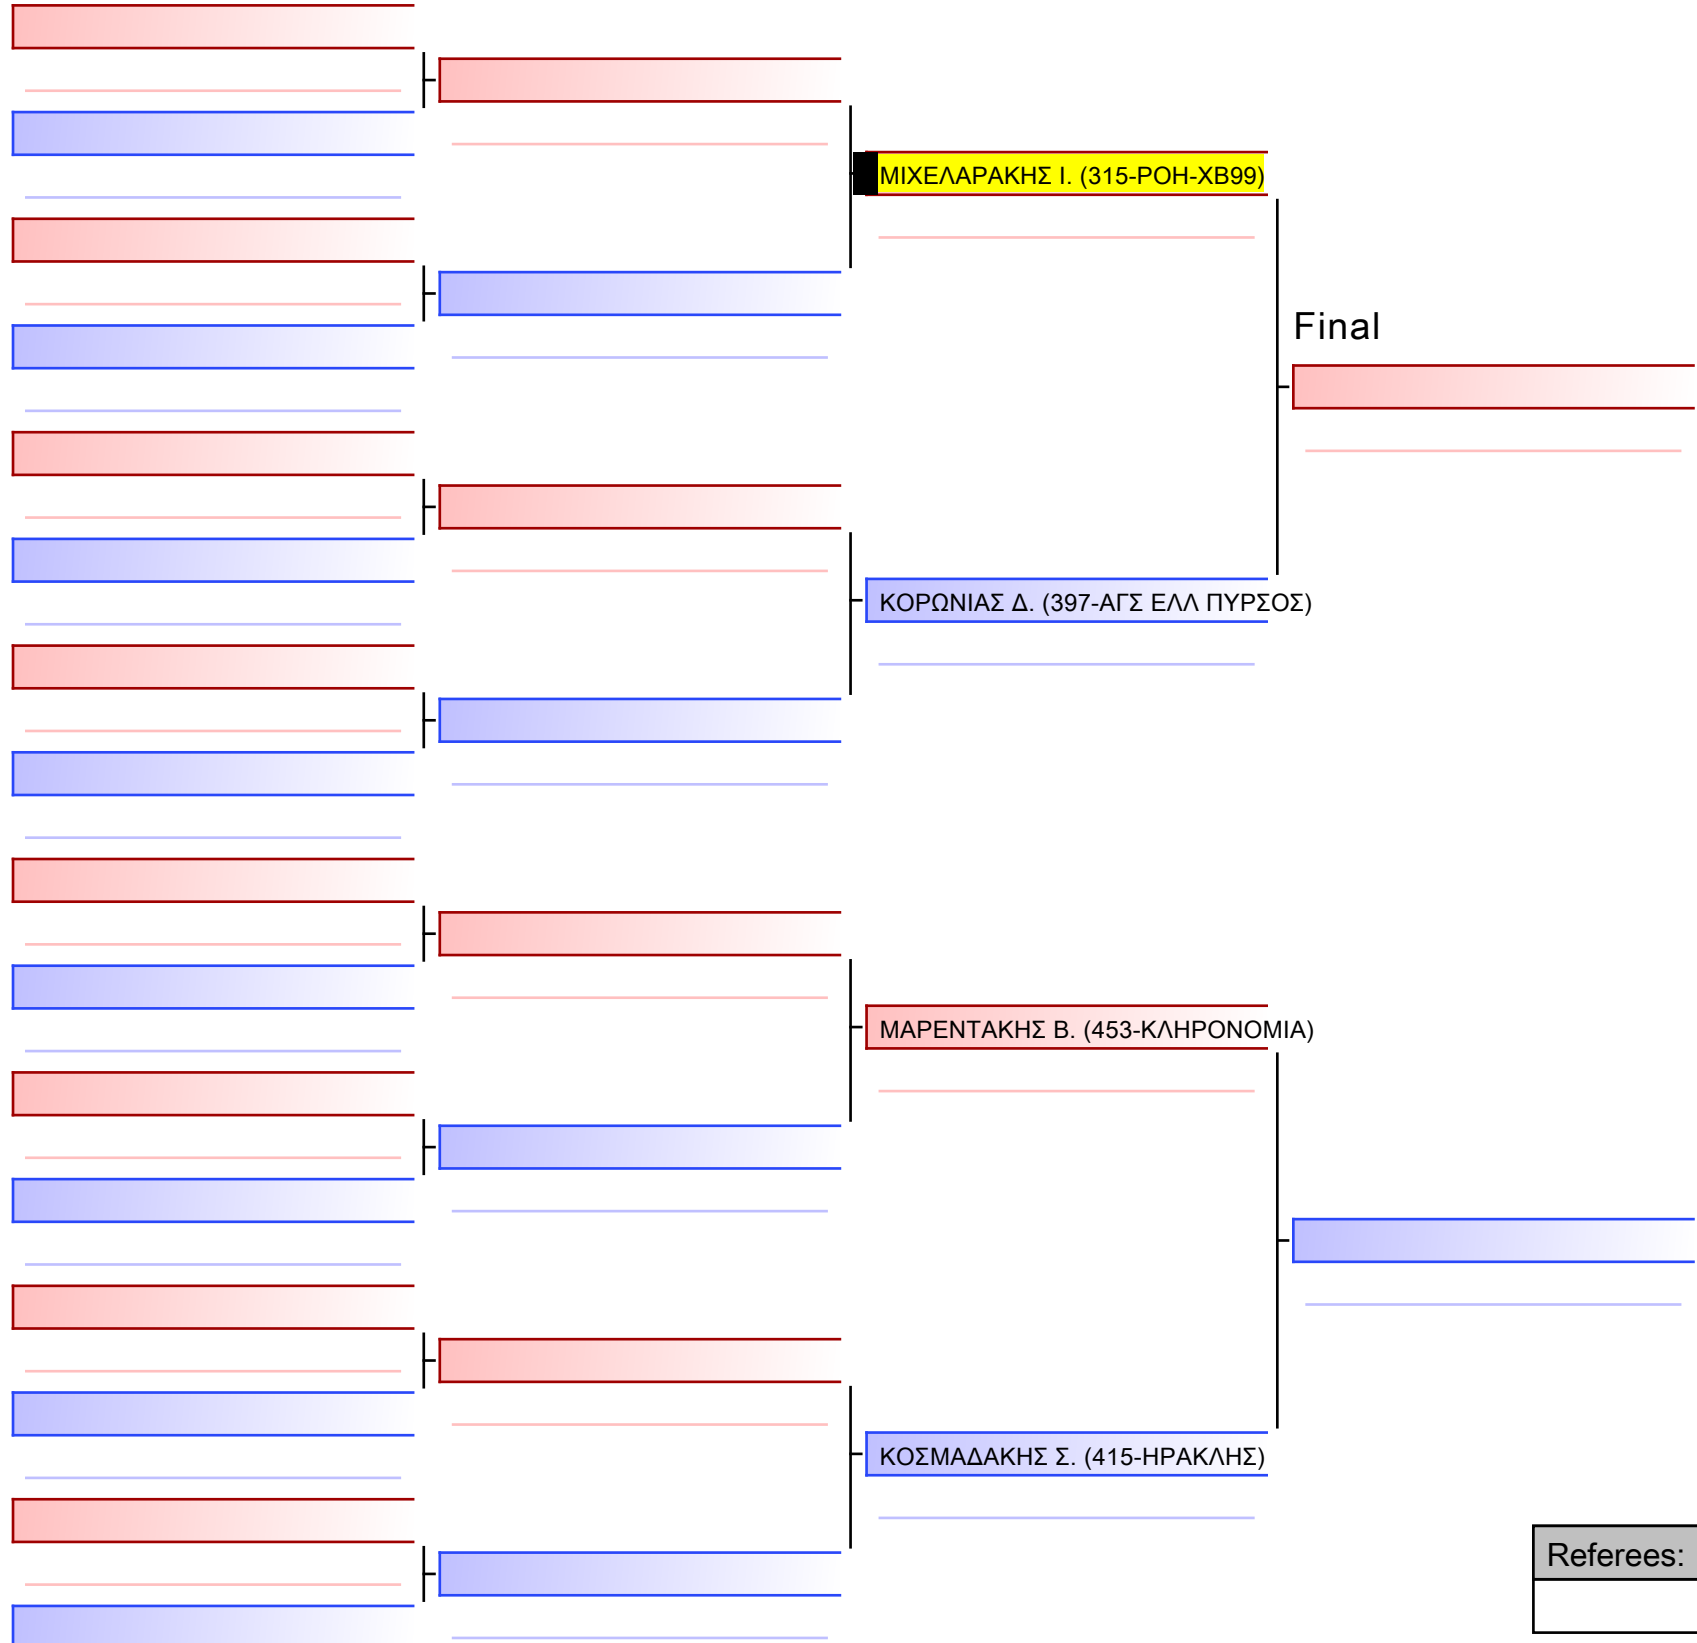 ΜΙΧΕΛΑΡΑΚΗΣ Ι. (315-ΡΟΗ-ΧΒ99)
Final
ΚΟΡΩΝΙΑΣ Δ. (397-ΑΓΣ ΕΛΛ ΠΥΡΣΟΣ)
ΜΑΡΕΝΤΑΚΗΣ Β. (453-ΚΛΗΡΟΝΟΜΙΑ)
ΚΟΣΜΑΔΑΚΗΣ Σ. (415-ΗΡΑΚΛΗΣ)
Referees: